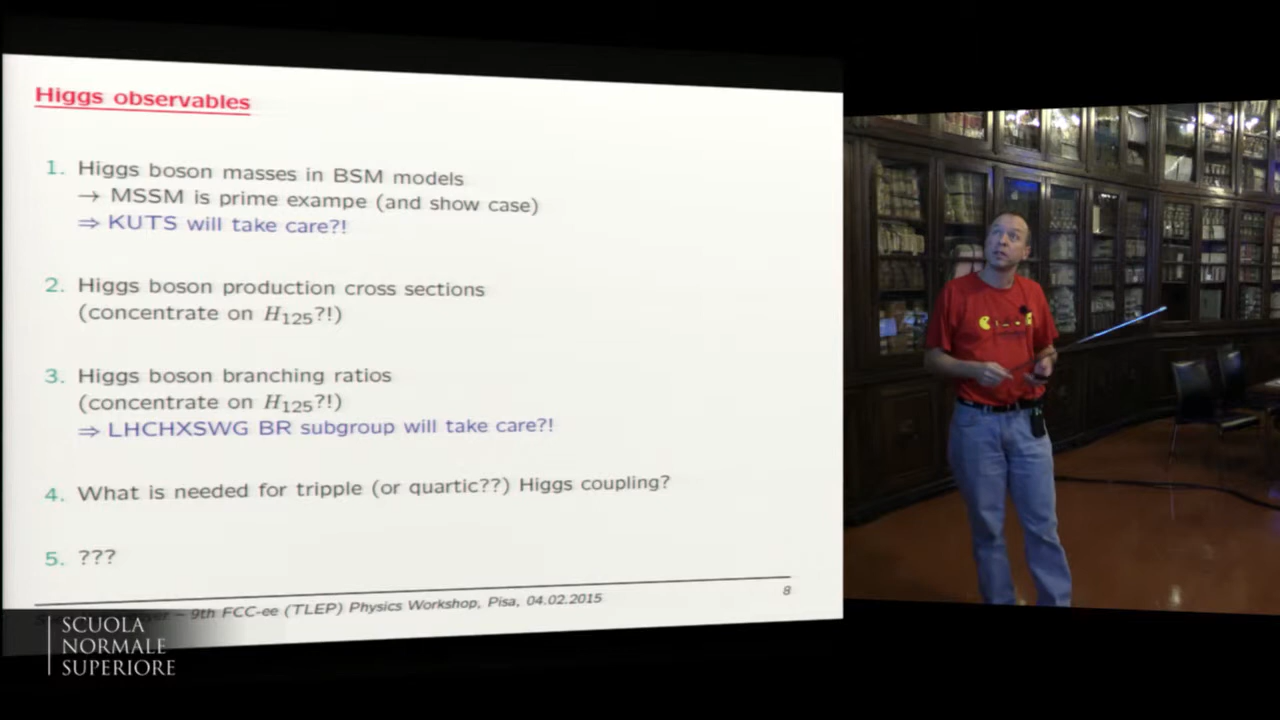 Higgs observables
1. Higgs boson masses in BSM models
→ MSSM is prime exampe (and show case)
⇒ KUTS will take care?!
2. Higgs boson production cross sections
(concentrate on H125?!)
3. Higgs boson branching ratios
(concentrate on H125?!)
⇒ LHCHXSWG BR subgroup will take care?!
4. What is needed for tripple (or quartic??) Higgs coupling?
5. ???
– 9th FCC-ee (TLEP) Physics Workshop, Pisa, 04.02.2015
8
SCUOLA
NORMALE
SUPERIORE